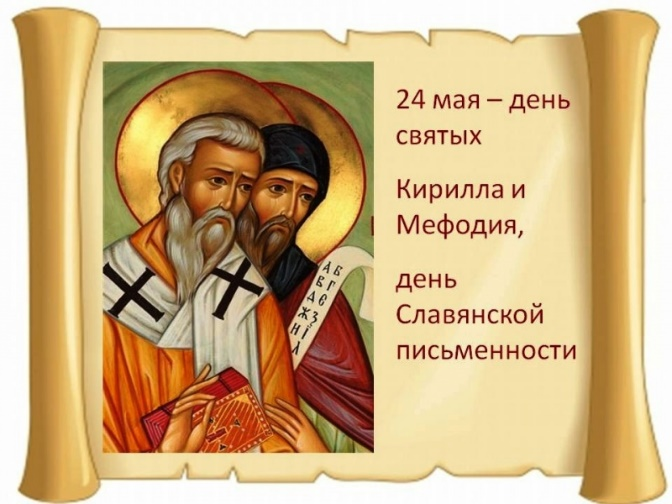 24 мая – день
святых
Кирилла и
Мефодия,
день
Славянской
письменности
А Б
В Г
Д Є
Ж Ѕ
З І
И
Л